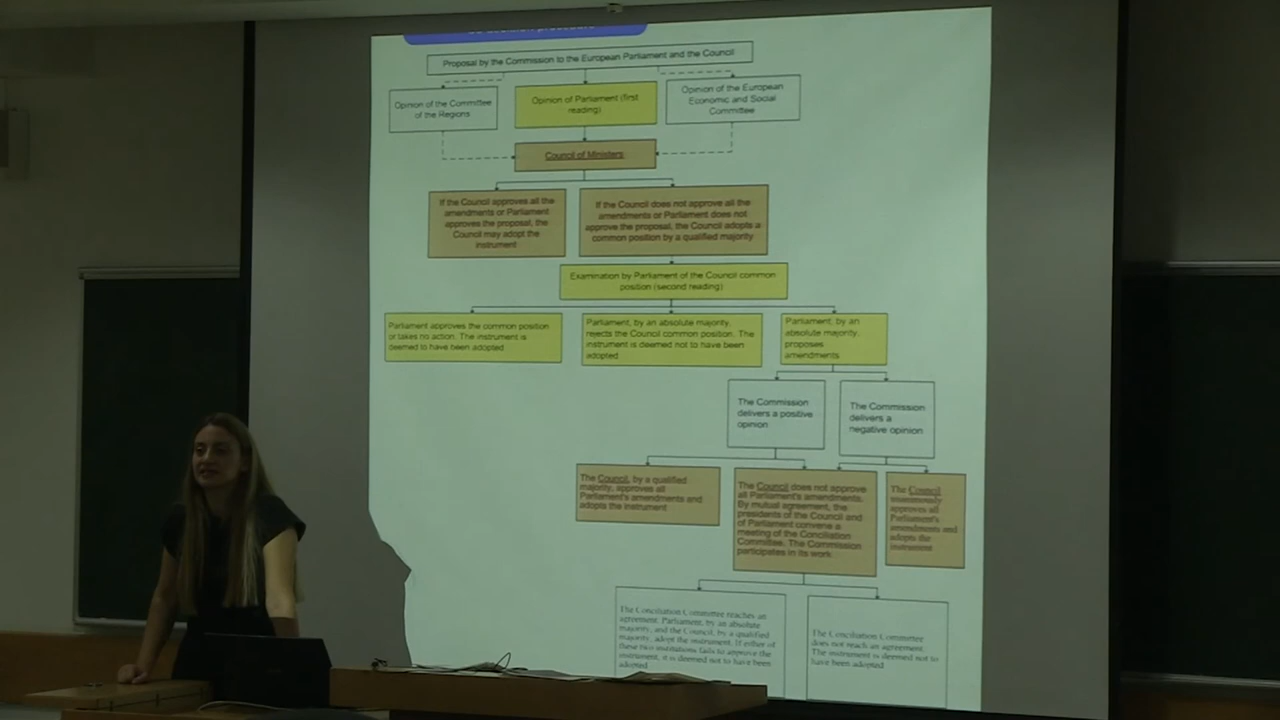 Co-decision procedure
Proposal by the Commission to the European Parliament and the Council
Opinion of the Committee
of the Regions
Opinion of Parliament (first
reading)
Opinion of the European
Economic and Social
Committee
Council of Ministers
If the Council approves all the
amendments or Parliament
approves the proposal, the
Council may adopt the
instrument
If the Council does not approve all the
amendments or Parliament does not
approve the proposal, the Council adopts a
common position by a qualified majority
Examination by Parliament of the Council common
position (second reading)
Parliament approves the common position
or takes no action. The instrument is
deemed to have been adopted
Parliament, by an absolute majority,
rejects the Council common position. The
instrument is deemed not to have been
adopted
Parliament, by an
absolute majority,
proposes
amendments
The Commission
delivers a positive
opinion
The Commission
delivers a
negative opinion
The Council, by a qualified
majority, approves all
Parliament's amendments and
adopts the instrument
The Council does not approve
all Parliament's amendments.
By mutual agreement, the
presidents of the Council and
of Parliament convene a
meeting of the Conciliation
Committee. The Commission
participates in its work
The Council
unanimously
approves all
Parliament's
amendments and
adopts the
instrument
The Conciliation Committee reaches an
agreement. Parliament, by an absolute
majority, and the Council, by a qualified
majority, adopt the instrument. If either of
these two institutions fails to approve the
instrument, it is deemed not to have been
adopted
The Conciliation Committee
does not reach an agreement.
The instrument is deemed not to
have been adopted